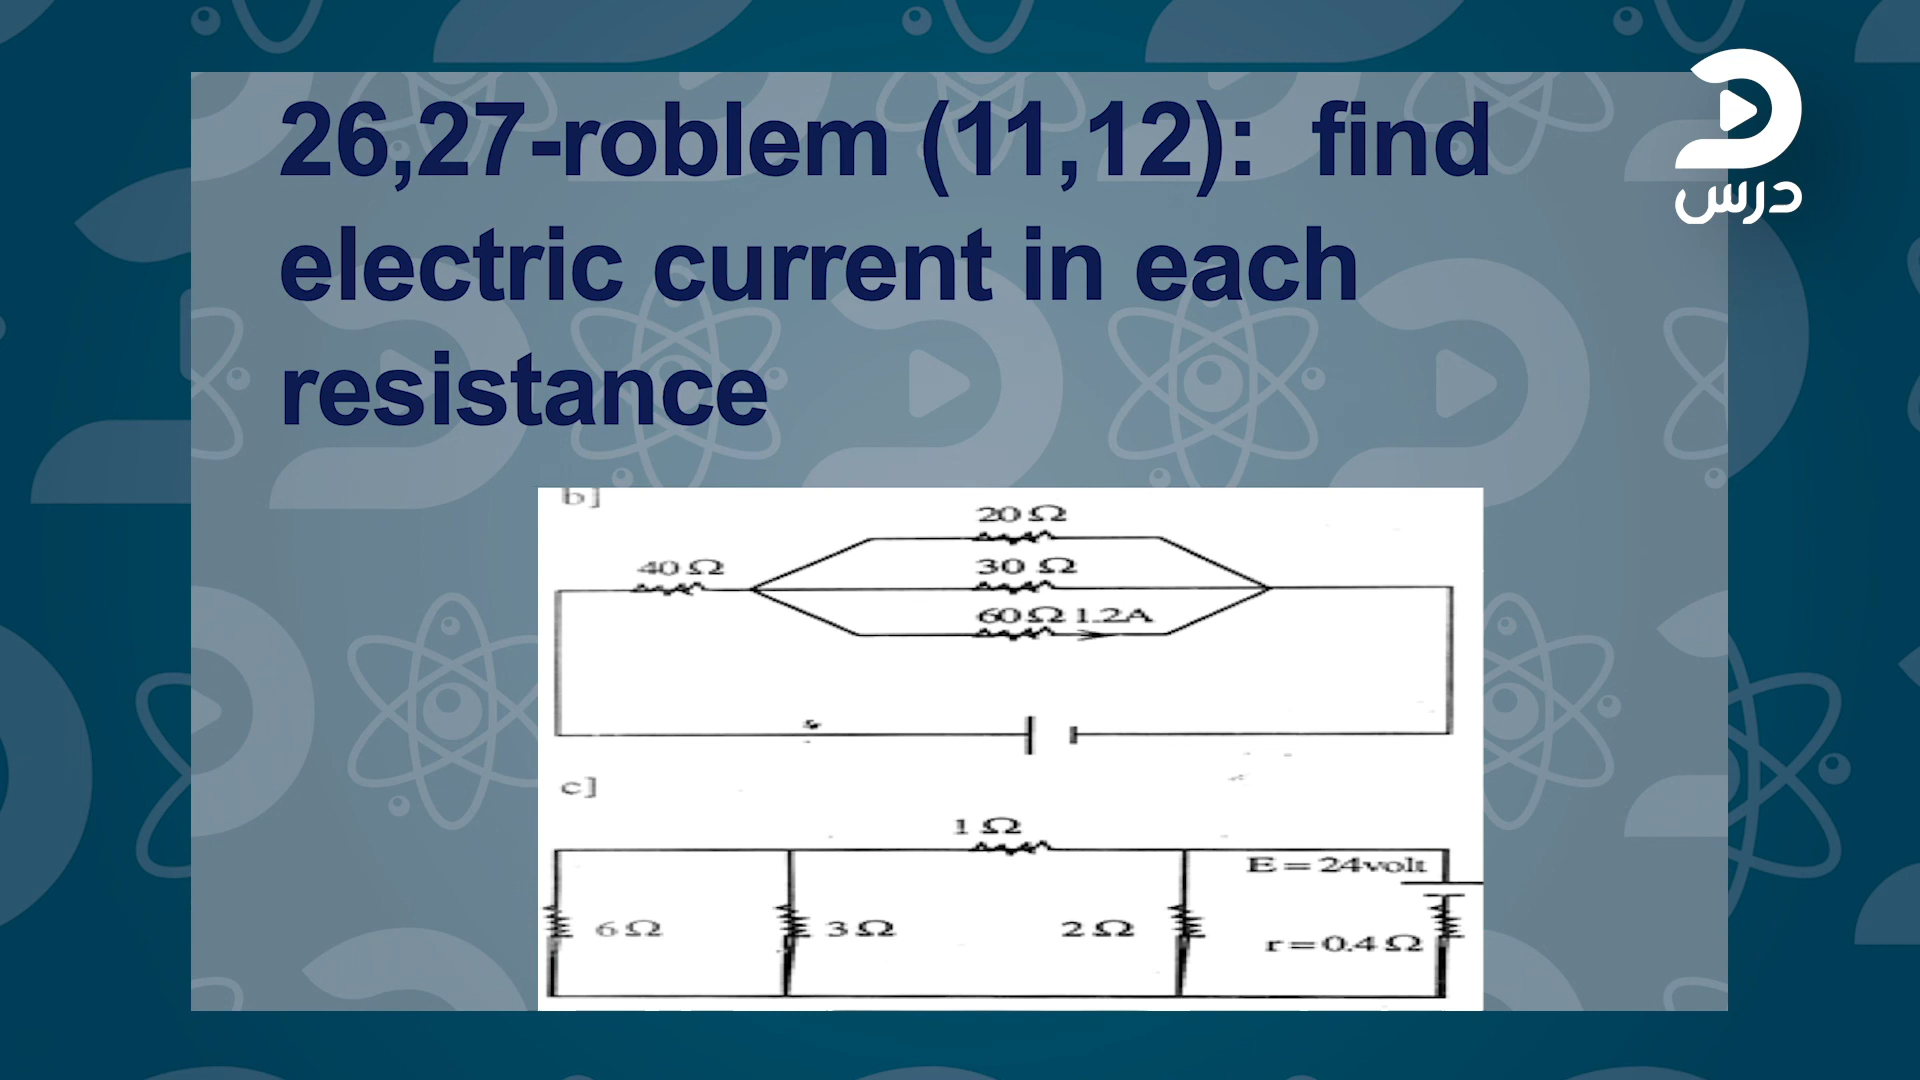 درس
26,27-roblem (11,12): find
electric current in each
resistance
b]
20 Ω
40 Ω
30 Ω
60 Ω 1.2A
c]
1 Ω
E = 24volt
6 Ω
3 Ω
2 Ω
r = 0.4 Ω